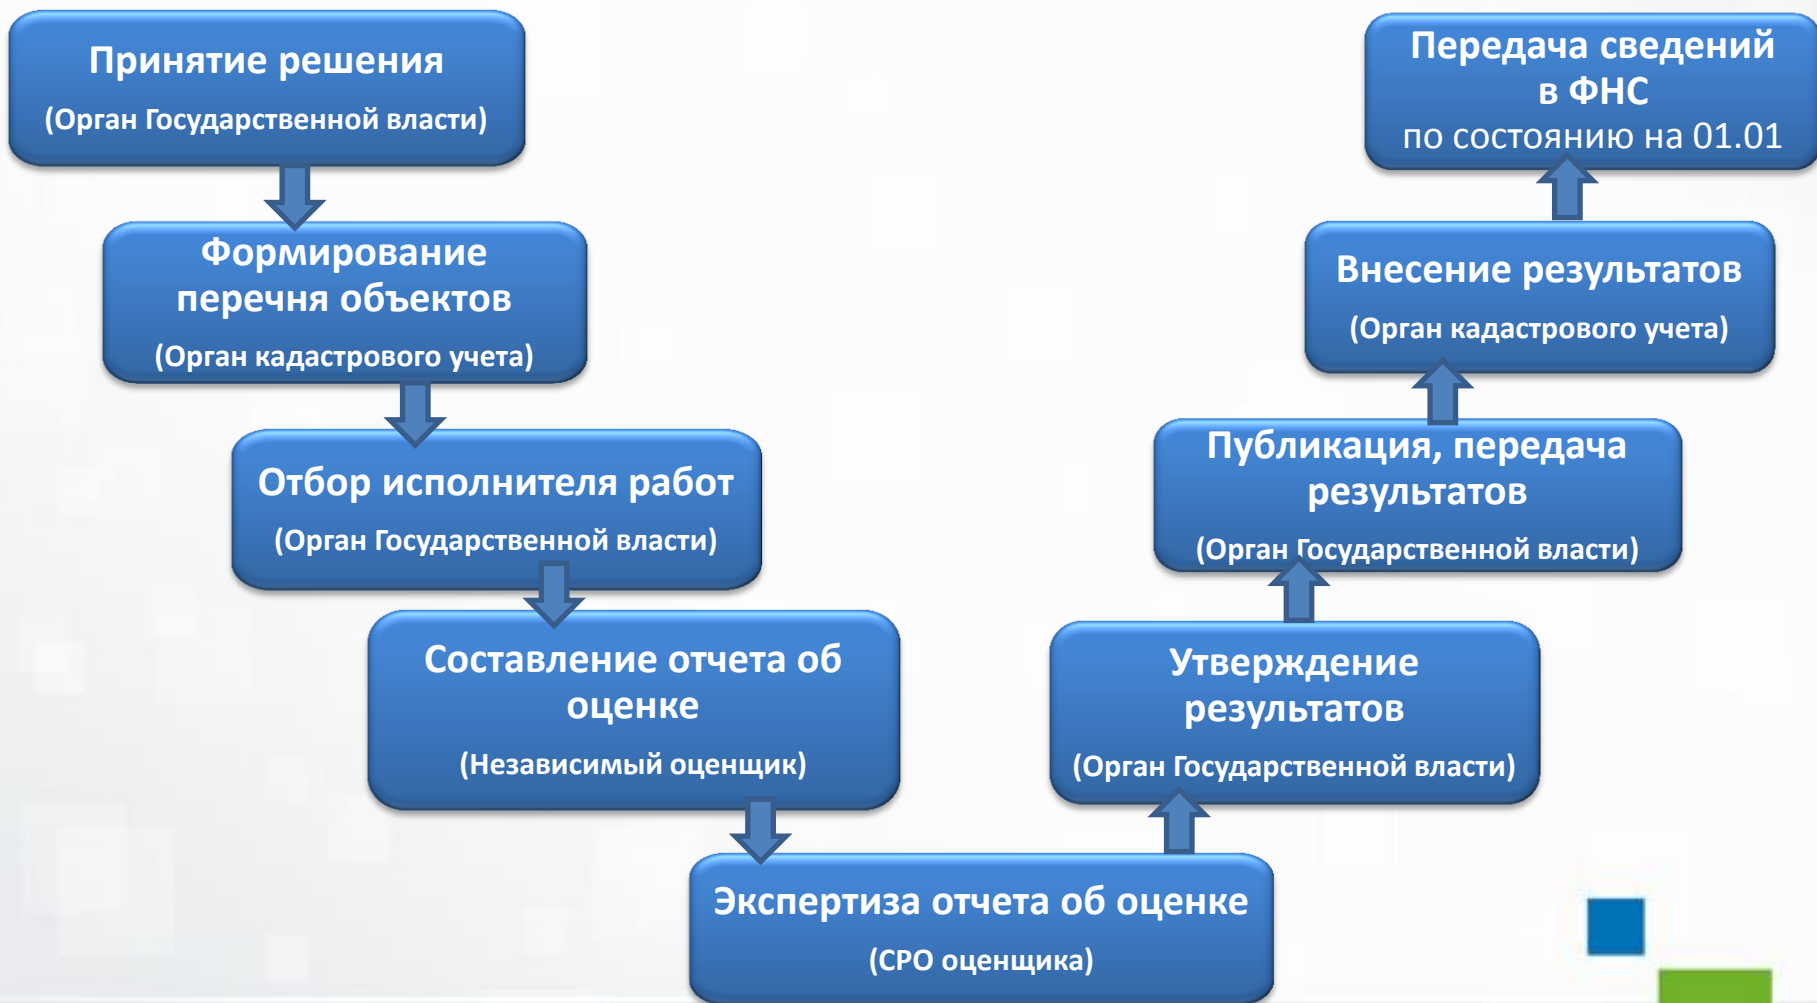 Принятие решения
(Орган Государственной власти)
Формирование
перечня объектов
(Орган кадастрового учета)
Отбор исполнителя работ
(Орган Государственной власти)
Составление отчета об
оценке
(Независимый оценщик)
Экспертиза отчета об оценке
(СРО оценщика)
Утверждение
результатов
(Орган Государственной власти)
Публикация, передача
результатов
(Орган Государственной власти)
Внесение результатов
(Орган кадастрового учета)
Передача сведений
в ФНС
по состоянию на 01.01